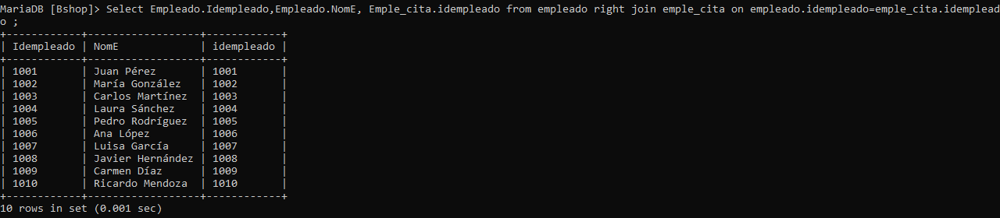 MariaDB [Bshop]> Select Empleado.Idempleado,Empleado.NomE, Emple_cita.idempleado from empleado right join emple_cita on empleado.idempleado=emple_cita.idemplead
o ;
+------------+------------------+------------+
| Idempleado | NomE             | idempleado |
+------------+------------------+------------+
| 1001       | Juan Pérez       | 1001       |
| 1002       | María González   | 1002       |
| 1003       | Carlos Martínez  | 1003       |
| 1004       | Laura Sánchez    | 1004       |
| 1005       | Pedro Rodríguez  | 1005       |
| 1006       | Ana López        | 1006       |
| 1007       | Luisa García     | 1007       |
| 1008       | Javier Hernández | 1008       |
| 1009       | Carmen Díaz      | 1009       |
| 1010       | Ricardo Mendoza  | 1010       |
+------------+------------------+------------+
10 rows in set (0.001 sec)